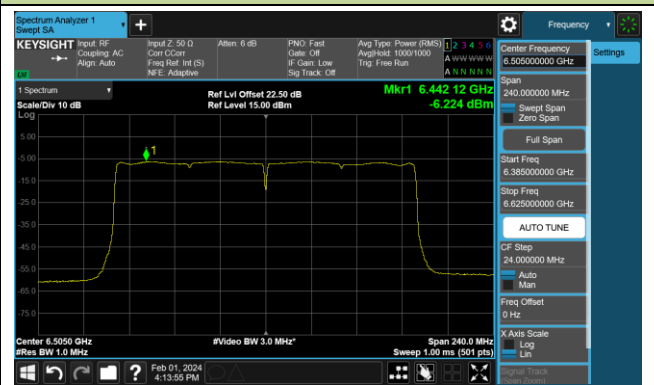 Spectrum Analyzer 1
Swept SA
Frequency
KEYSIGHT
Input: RF
Coupling: AC
Align: Auto
Input Z: 50 Ω
Corr CCorr
Freq Ref: Int (S)
NFE: Adaptive
Atten: 6 dB
PNO: Fast
Gate: Off
IF Gain: Low
Sig Track: Off
Avg Type: Power (RMS)
Avg|Hold: 1000/1000
Trig: Free Run
1 2 3 4 5 6
A W W W W W
A N N N N N
1 Spectrum
Scale/Div 10 dB
Log
Ref Lvl Offset 22.50 dB
Ref Level 15.00 dBm
Mkr1 6.442 12 GHz
-6.224 dBm
5.00
-5.00
-15.0
-25.0
-35.0
-45.0
-55.0
-65.0
-75.0
1
Center 6.5050 GHz
#Res BW 1.0 MHz
#Video BW 3.0 MHz*
Span 240.0 MHz
Sweep 1.00 ms (501 pts)
Feb 01, 2024
4:13:55 PM
Center Frequency
6.505000000 GHz
Settings
Span
240.000000 MHz
Swept Span
Zero Span
Full Span
Start Freq
6.385000000 GHz
Stop Freq
6.625000000 GHz
AUTO TUNE
CF Step
24.000000 MHz
Auto
Man
Freq Offset
0 Hz
X Axis Scale
Log
Lin
Signal Track
(Span Zoom)